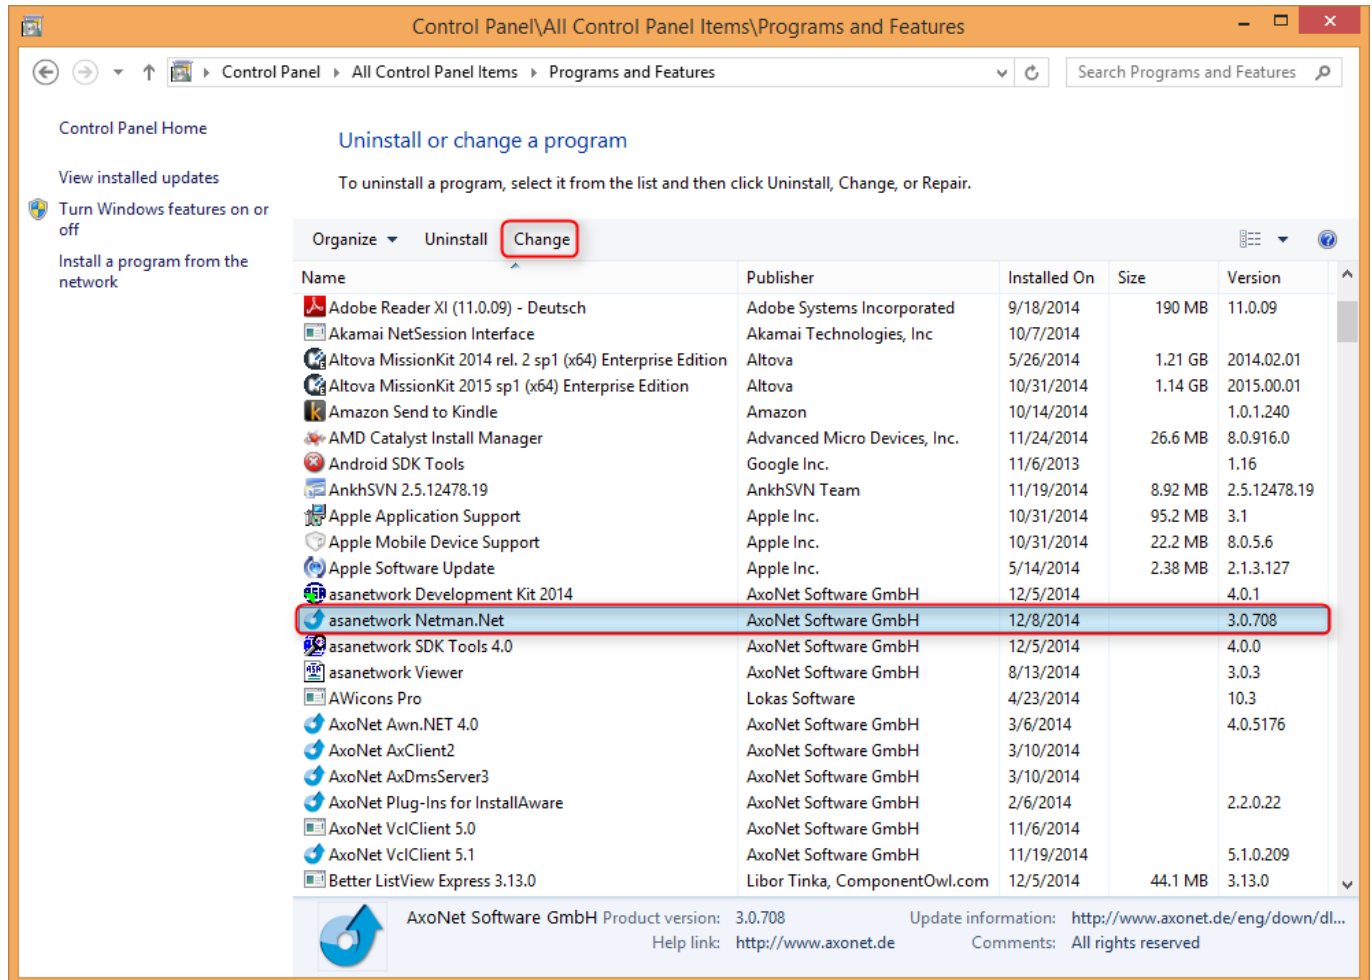 Control Panel\All Control Panel Items\Programs and Features
Control Panel Home
View installed updates
Turn Windows features on or
off
Install a program from the
network
Control Panel All Control Panel Items Programs and Features
Search Programs and Features
Uninstall or change a program
To uninstall a program, select it from the list and then click Uninstall, Change, or Repair.
Organize Uninstall Change
Name Publisher Installed On Size Version
Adobe Reader XI (11.0.09) - Deutsch Adobe Systems Incorporated 9/18/2014 190 MB 11.0.09
Akamai NetSession Interface Akamai Technologies, Inc 10/7/2014
Altova MissionKit 2014 rel. 2 sp1 (x64) Enterprise Edition Altova 5/26/2014 1.21 GB 2014.02.01
Altova MissionKit 2015 sp1 (x64) Enterprise Edition Altova 10/31/2014 1.14 GB 2015.00.01
Amazon Send to Kindle Amazon 10/14/2014 1.0.1.240
AMD Catalyst Install Manager Advanced Micro Devices, Inc. 11/24/2014 26.6 MB 8.0.916.0
Android SDK Tools Google Inc. 11/6/2013 1.16
AnkhSVN 2.5.12478.19 AnkhSVN Team 11/19/2014 8.92 MB 2.5.12478.19
Apple Application Support Apple Inc. 10/31/2014 95.2 MB 3.1
Apple Mobile Device Support Apple Inc. 10/31/2014 22.2 MB 8.0.5.6
Apple Software Update Apple Inc. 5/14/2014 2.38 MB 2.1.3.127
asanetwork Development Kit 2014 AxoNet Software GmbH 12/5/2014 4.0.1
asanetwork Netman.Net AxoNet Software GmbH 12/8/2014 3.0.708
asanetwork SDK Tools 4.0 AxoNet Software GmbH 12/5/2014 4.0.0
asanetwork Viewer AxoNet Software GmbH 8/13/2014 3.0.3
AWicons Pro Lokas Software 4/23/2014 10.3
AxoNet Awn.NET 4.0 AxoNet Software GmbH 3/6/2014 4.0.5176
AxoNet AxClient2 AxoNet Software GmbH 3/10/2014
AxoNet AxDmsServer3 AxoNet Software GmbH 3/10/2014
AxoNet Plug-Ins for InstallAware AxoNet Software GmbH 2/6/2014 2.2.0.22
AxoNet VclClient 5.0 AxoNet Software GmbH 11/6/2014
AxoNet VclClient 5.1 AxoNet Software GmbH 11/19/2014 5.1.0.209
Better ListView Express 3.13.0 Libor Tinka, ComponentOwl.com 12/5/2014 44.1 MB 3.13.0
AxoNet Software GmbH Product version: 3.0.708 Update information: http://www.axonet.de/eng/down/dl...
Help link: http://www.axonet.de Comments: All rights reserved